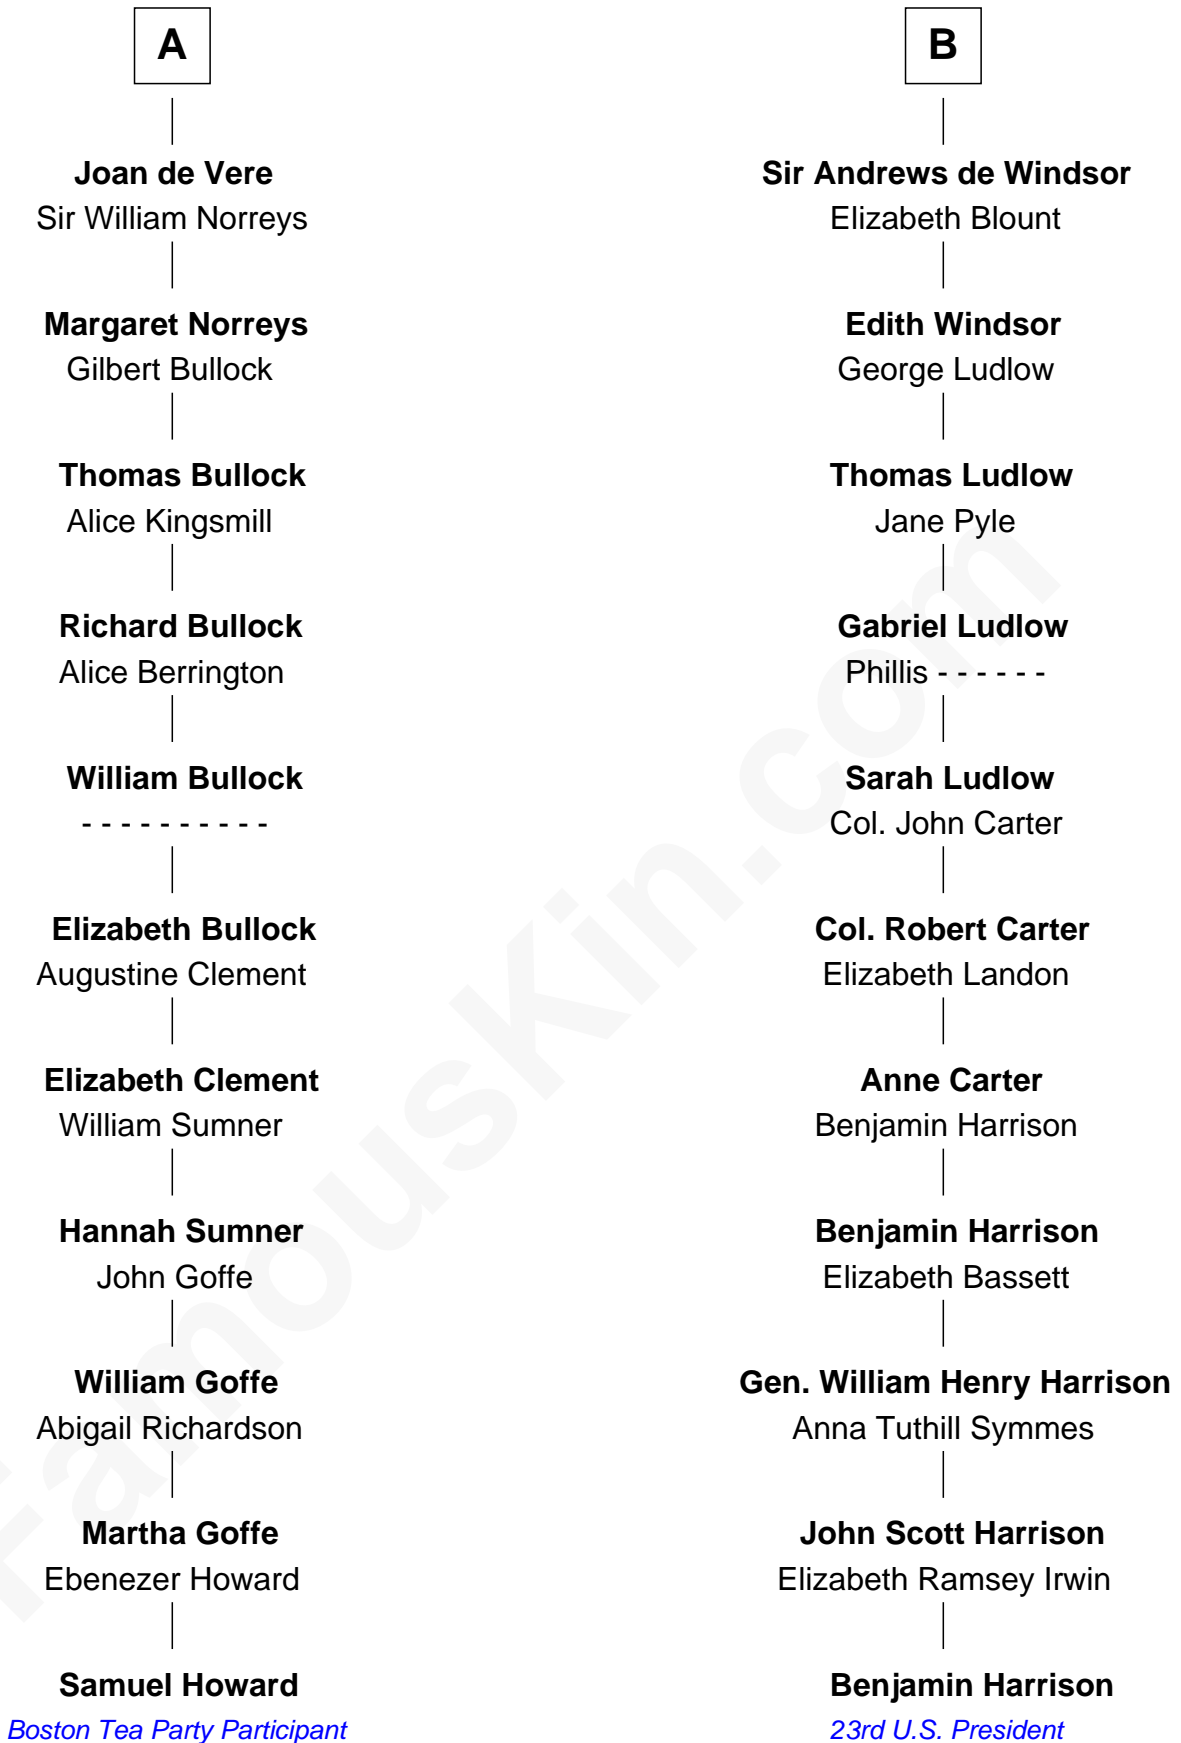 A
Joan de Vere
Sir William Norreys
Margaret Norreys
Gilbert Bullock
Thomas Bullock
Alice Kingsmill
Richard Bullock
Alice Berrington
William Bullock
- - - - - - - - - -
Elizabeth Bullock
Augustine Clement
Elizabeth Clement
William Sumner
Hannah Sumner
John Goffe
William Goffe
Abigail Richardson
Martha Goffe
Ebenezer Howard
Samuel Howard
Boston Tea Party Participant
B
Sir Andrews de Windsor
Elizabeth Blount
Edith Windsor
George Ludlow
Thomas Ludlow
Jane Pyle
Gabriel Ludlow
Phillis - - - - - -
Sarah Ludlow
Col. John Carter
Col. Robert Carter
Elizabeth Landon
Anne Carter
Benjamin Harrison
Benjamin Harrison
Elizabeth Bassett
Gen. William Henry Harrison
Anna Tuthill Symmes
John Scott Harrison
Elizabeth Ramsey Irwin
Benjamin Harrison
23rd U.S. President
FamousKin.com